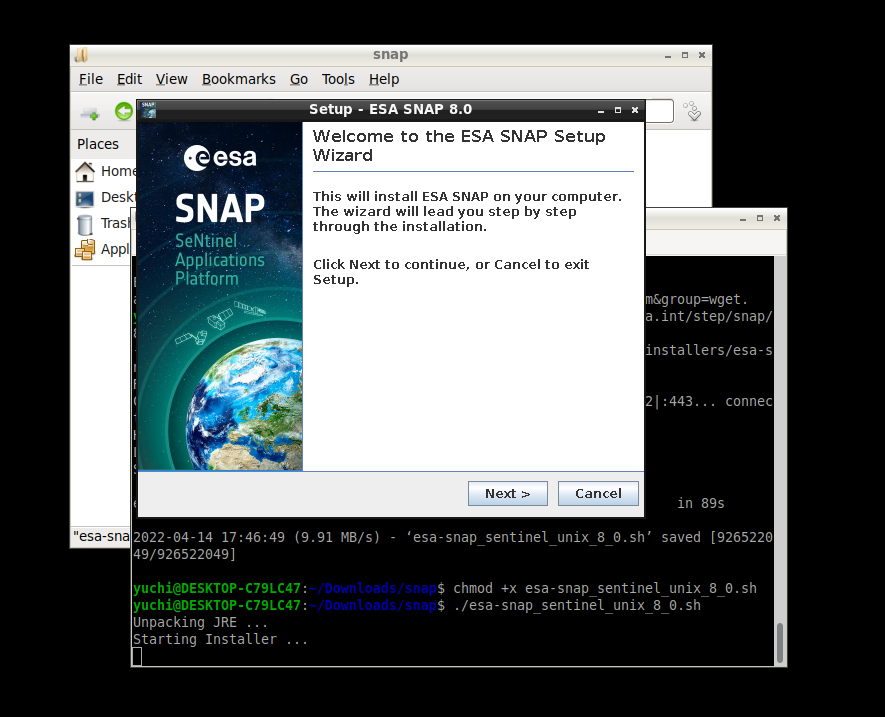 snap
File Edit View Bookmarks Go Tools Help
SNAP
Setup - ESA SNAP 8.0
Places
Home
Trash
esa
SNAP
SeNtinel
Applications
Platform
Welcome to the ESA SNAP Setup
Wizard
This will install ESA SNAP on your computer.
The wizard will lead you step by step
through the installation.
Click Next to continue, or Cancel to exit
Setup.
Next >
Cancel
m&group=wget.
a.int/step/snap/
installers/esa-s
2|:443... connec
in 89s
"esa-sna
2022-04-14 17:46:49 (9.91 MB/s) - ‘esa-snap_sentinel_unix_8_0.sh’ saved [9265220
49/926522049]
yuchi@DESKTOP-C79LC47:~/Downloads/snap$ chmod +x esa-snap_sentinel_unix_8_0.sh
yuchi@DESKTOP-C79LC47:~/Downloads/snap$ ./esa-snap_sentinel_unix_8_0.sh
Unpacking JRE ...
Starting Installer ...